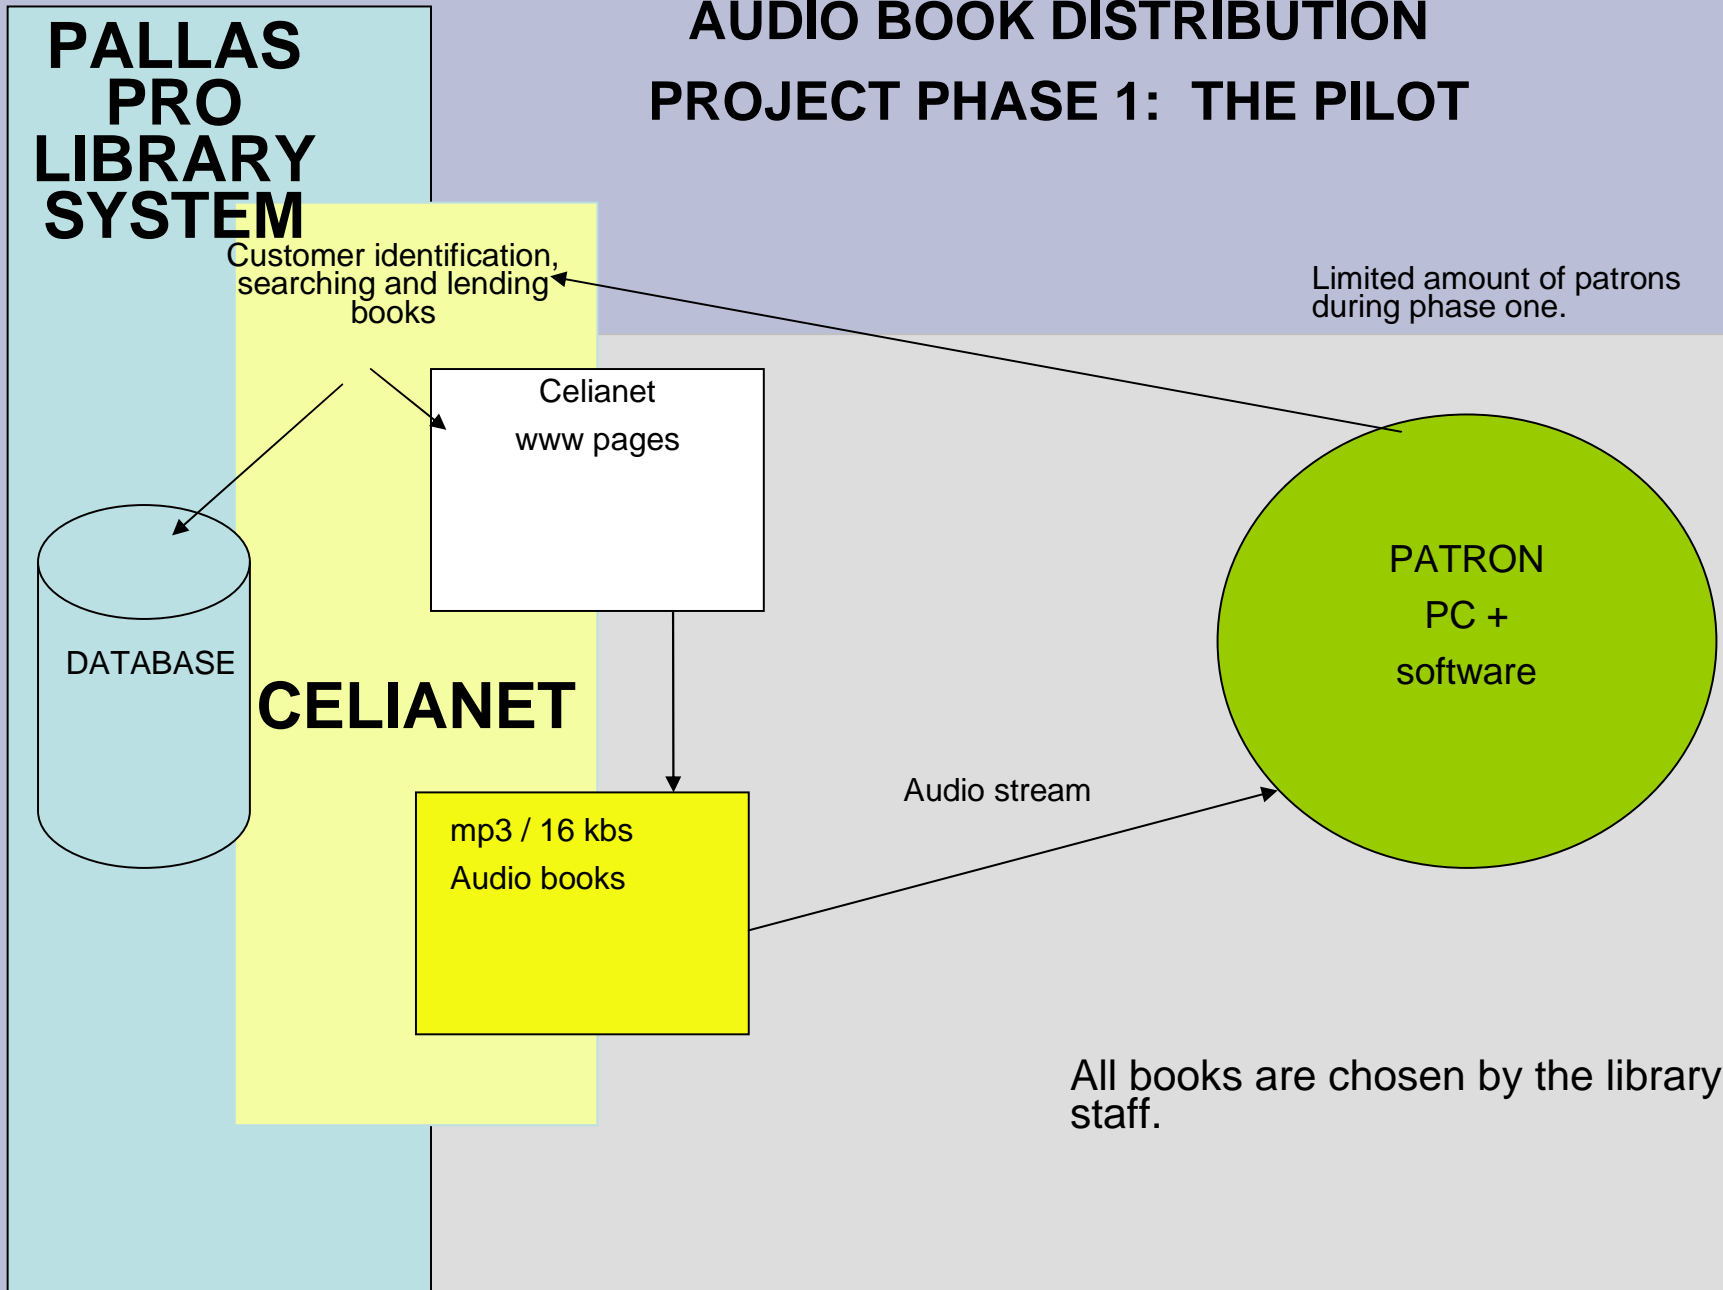 AUDIO BOOK DISTRIBUTION
PROJECT PHASE 1: THE PILOT
PALLAS
PRO
LIBRARY
SYSTEM
Customer identification,
searching and lending
books
Limited amount of patrons
during phase one.
Celianet
www pages
PATRON
PC +
software
DATABASE
CELIANET
Audio stream
mp3 / 16 kbs
Audio books
All books are chosen by the library
staff.